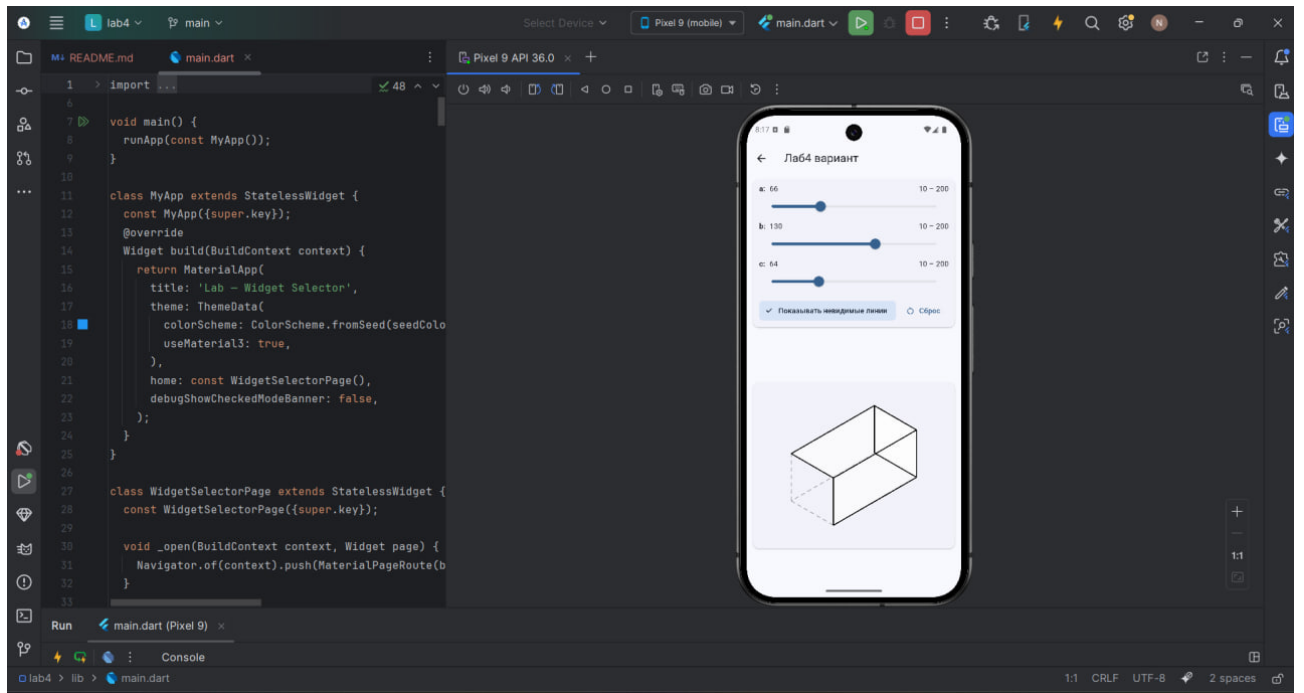 L lab4 main Select Device Pixel 9 (mobile) main.dart N
M↓ README.md main.dart Pixel 9 API 36.0
1 import ... 48
6
7 void main() {
8 runApp(const MyApp());
9 }
10
11 class MyApp extends StatelessWidget {
12 const MyApp({super.key});
13 @override
14 Widget build(BuildContext context) {
15 return MaterialApp(
16 title: 'Lab – Widget Selector',
17 theme: ThemeData(
18 colorScheme: ColorScheme.fromSeed(seedColo
19 useMaterial3: true,
20 ),
21 home: const WidgetSelectorPage(),
22 debugShowCheckedModeBanner: false,
23 );
24 }
25 }
26
27 class WidgetSelectorPage extends StatelessWidget {
28 const WidgetSelectorPage({super.key});
29
30 void _open(BuildContext context, Widget page) {
31 Navigator.of(context).push(MaterialPageRoute(b
32 }
33
8:17
Лаб4 вариант
a: 66 10 – 200
b: 130 10 – 200
c: 64 10 – 200
Показывать невидимые линии Сброс
1:1
Run main.dart (Pixel 9)
Console
lab4 > lib > main.dart 1:1 CRLF UTF-8 2 spaces